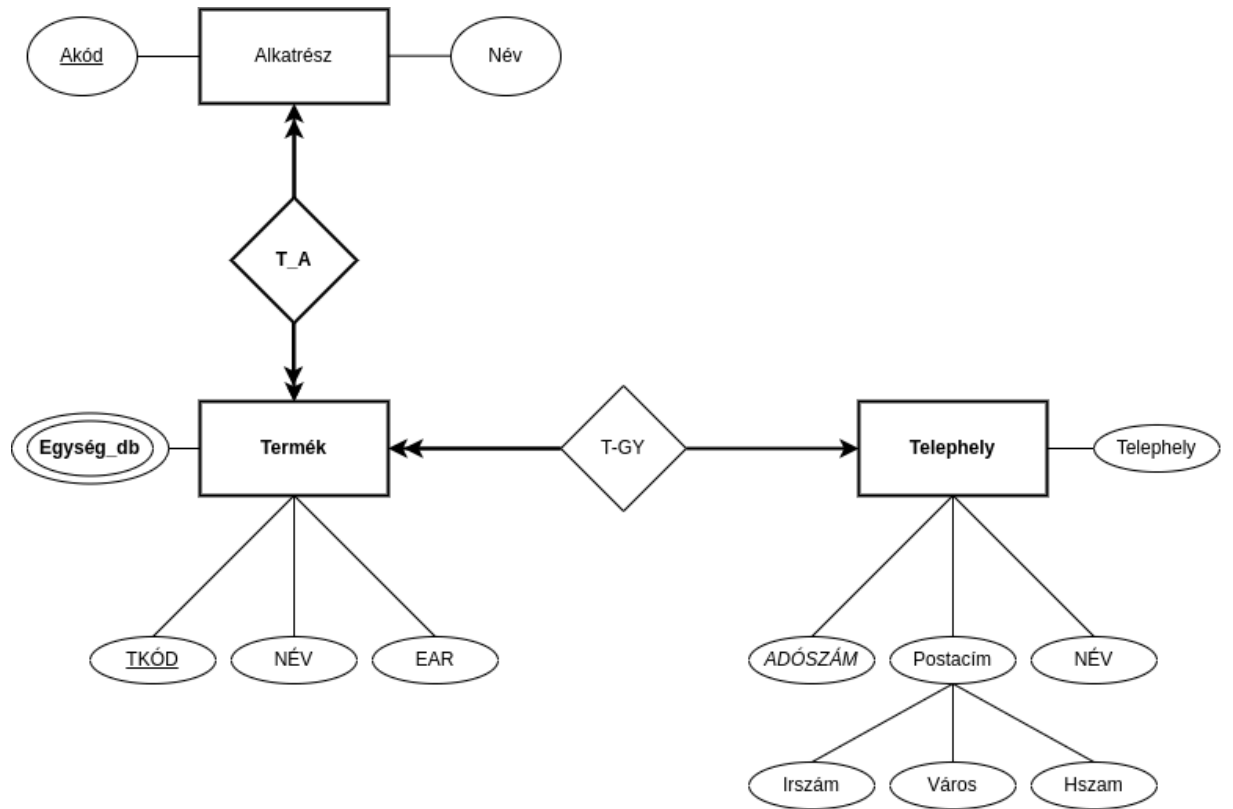 Akód
Alkatrész
Név
T_A
Egység_db
Termék
T-GY
Telephely
Telephely
TKÓD
NÉV
EAR
ADÓSZÁM
Postacím
NÉV
Irszám
Város
Hszam